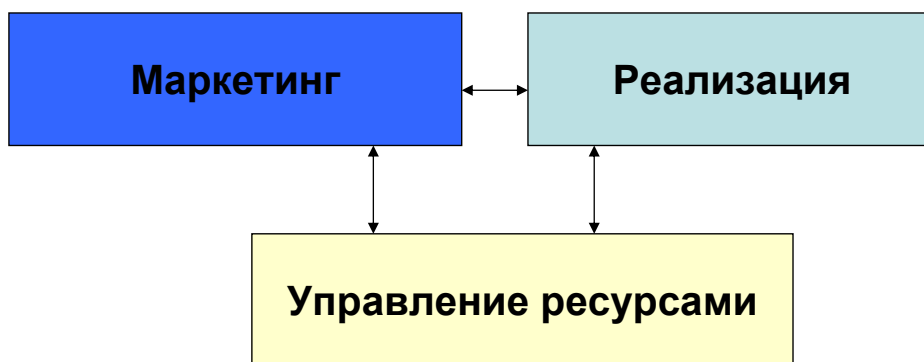 Маркетинг
Реализация
Управление ресурсами